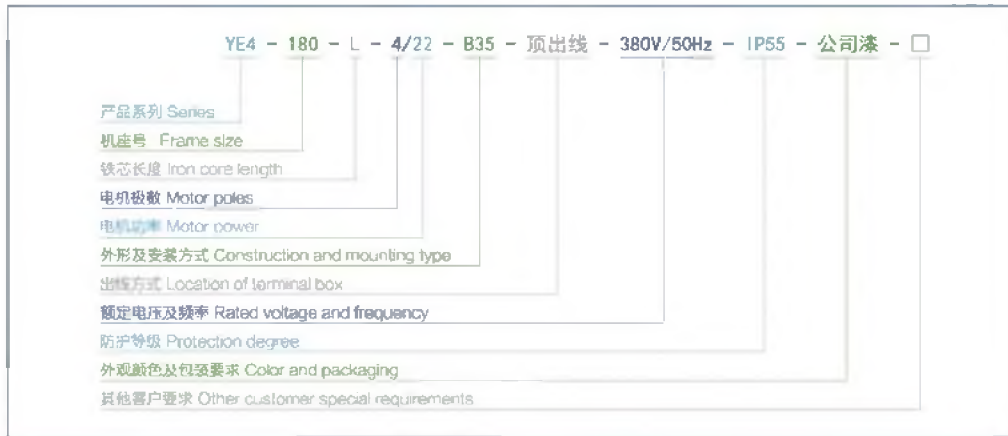 YE4 - 180 - L - 4/22 - B35 - 顶出线 - 380V/50Hz - IP55 - 公司漆 - □
产品系列 Series
机座号 Frame size
铁芯长度 Iron core length
电机极数 Motor poles
电机功率 Motor power
外形及安装方式 Construction and mounting type
出线方式 Location of terminal box
额定电压及频率 Rated voltage and frequency
防护等级 Protection degree
外观颜色及包装要求 Color and packaging
其他客户要求 Other customer special requirements